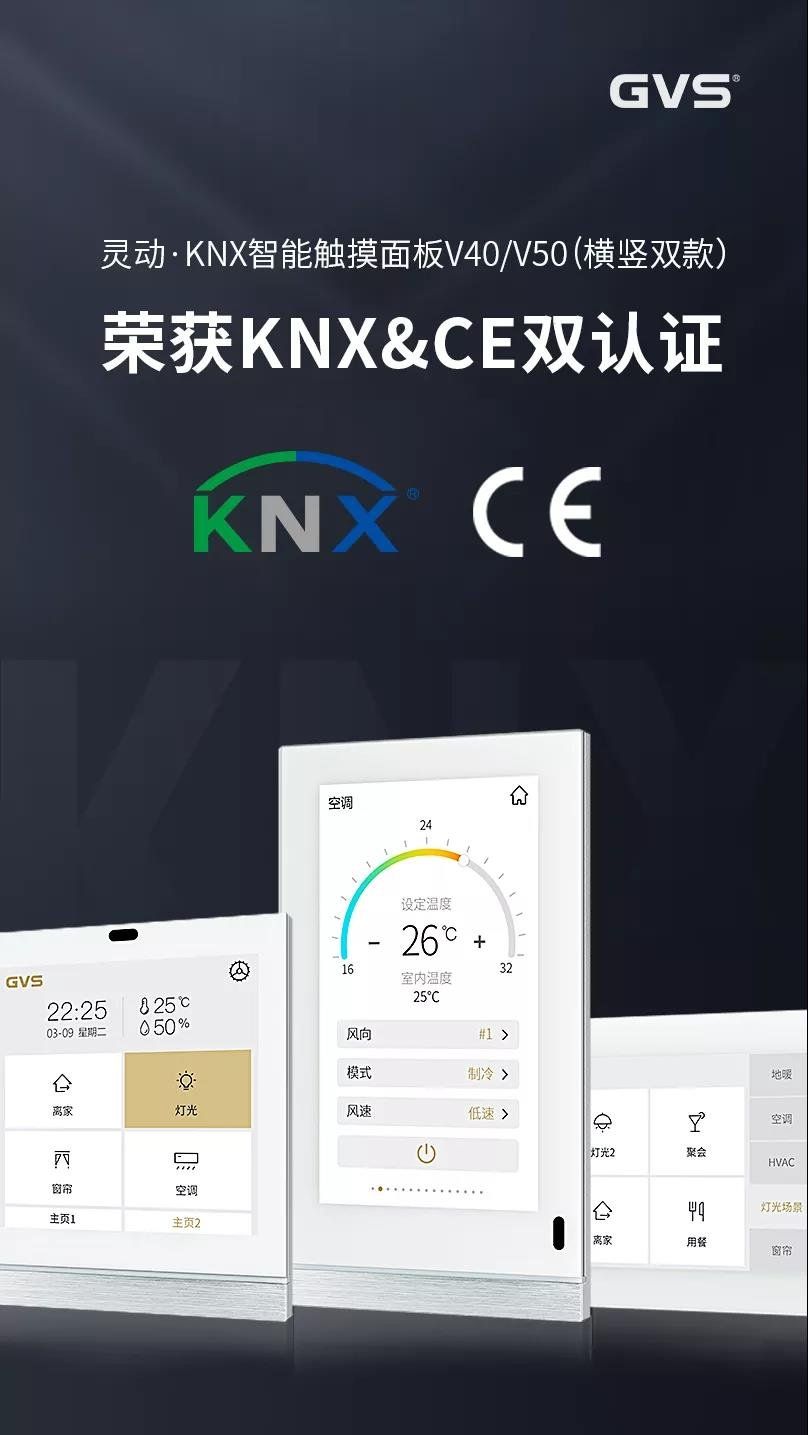 GVS®
灵动·KNX智能触摸面板V40/V50(横竖双款)
荣获KNX&CE双认证
KNX® CE
KNX
空调
24
设定温度
- 26℃ +
16 32
室内温度
25℃
风向 #1
模式 制冷
风速 低速
GVS
22:25 25℃
03-09 星期二 50%
离家 灯光
窗帘 空调
主页1 主页2
灯光2 聚会
离家 用餐
地暖
空调
HVAC
灯光场景
窗帘